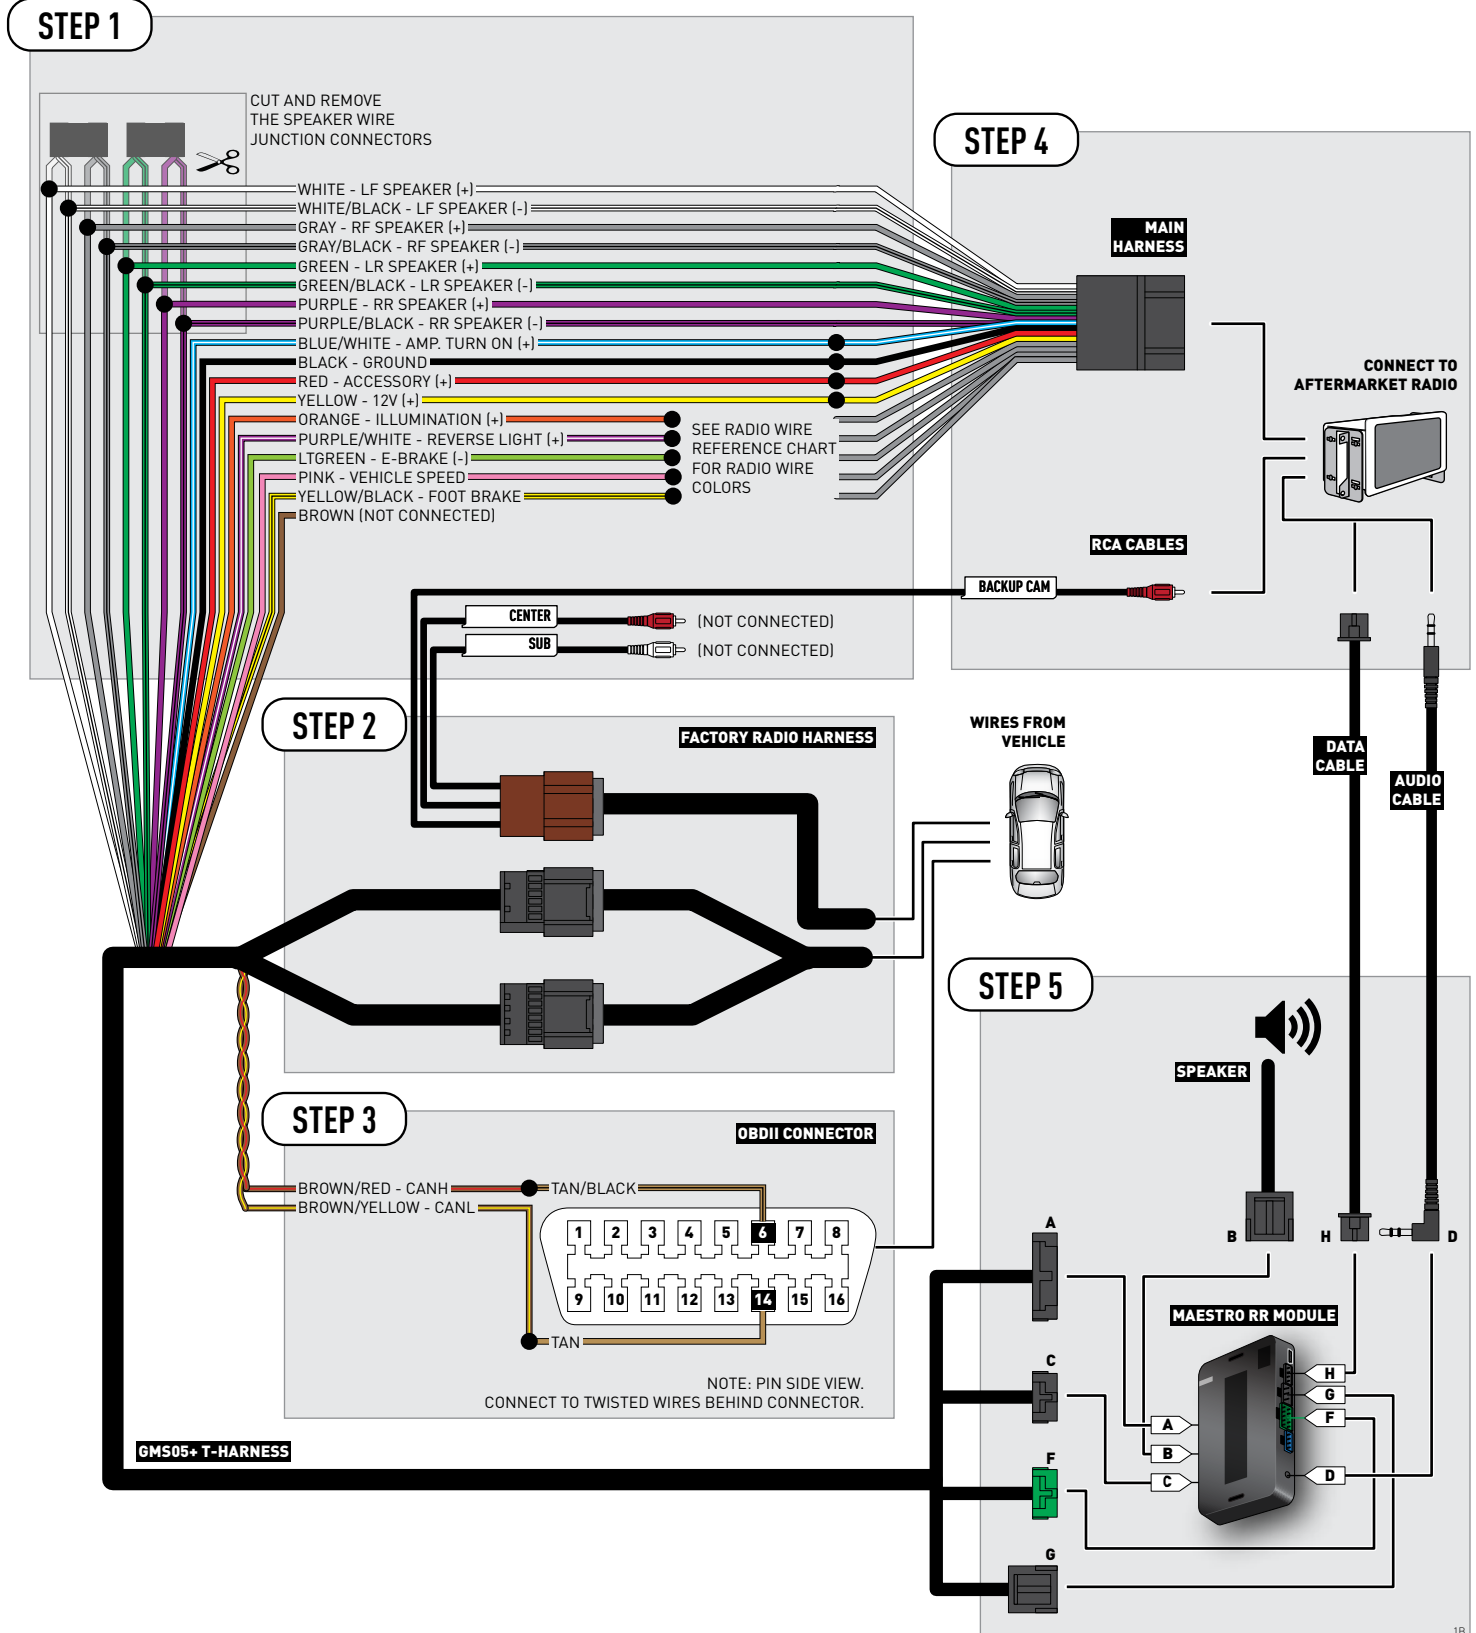 STEP 1
CUT AND REMOVE
THE SPEAKER WIRE
JUNCTION CONNECTORS
WHITE - LF SPEAKER (+)
WHITE/BLACK - LF SPEAKER (-)
GRAY - RF SPEAKER (+)
GRAY/BLACK - RF SPEAKER (-)
GREEN - LR SPEAKER (+)
GREEN/BLACK - LR SPEAKER (-)
PURPLE - RR SPEAKER (+)
PURPLE/BLACK - RR SPEAKER (-)
BLUE/WHITE - AMP. TURN ON (+)
BLACK - GROUND
RED - ACCESSORY (+)
YELLOW - 12V (+)
ORANGE - ILLUMINATION (+)
PURPLE/WHITE - REVERSE LIGHT (+)
LTGREEN - E-BRAKE (-)
PINK - VEHICLE SPEED
YELLOW/BLACK - FOOT BRAKE
BROWN (NOT CONNECTED)
SEE RADIO WIRE
REFERENCE CHART
FOR RADIO WIRE
COLORS
CENTER
(NOT CONNECTED)
SUB
(NOT CONNECTED)
STEP 4
MAIN
HARNESS
CONNECT TO
AFTERMARKET RADIO
RCA CABLES
BACKUP CAM
DATA
CABLE
AUDIO
CABLE
STEP 2
FACTORY RADIO HARNESS
WIRES FROM
VEHICLE
STEP 3
OBDII CONNECTOR
BROWN/RED - CANH
TAN/BLACK
BROWN/YELLOW - CANL
1 2 3 4 5 6 7 8
9 10 11 12 13 14 15 16
TAN
NOTE: PIN SIDE VIEW.
CONNECT TO TWISTED WIRES BEHIND CONNECTOR.
GMS05+ T-HARNESS
STEP 5
SPEAKER
A
B
H
D
MAESTRO RR MODULE
C
H
G
F
A
B
C
D
F
G
1B